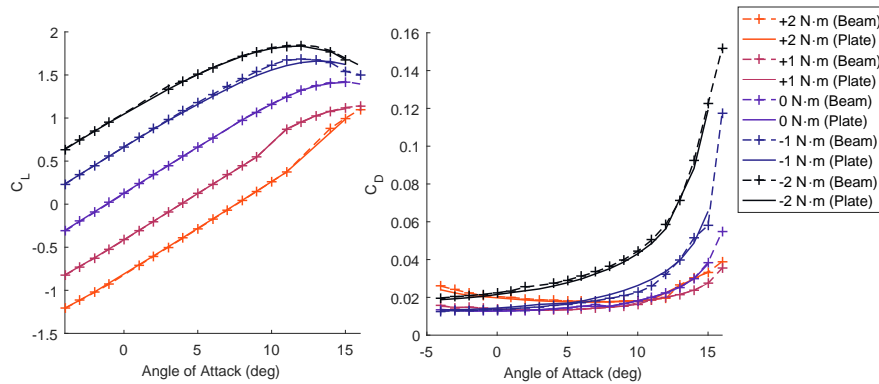 2
1.5
1
0.5
0
-0.5
-1
-1.5
C_L
0 5 10 15
Angle of Attack (deg)
0.16
0.14
0.12
0.1
0.08
0.06
0.04
0.02
0
C_D
-5 0 5 10 15
Angle of Attack (deg)
+2 N·m (Beam)
+2 N·m (Plate)
+1 N·m (Beam)
+1 N·m (Plate)
0 N·m (Beam)
0 N·m (Plate)
-1 N·m (Beam)
-1 N·m (Plate)
-2 N·m (Beam)
-2 N·m (Plate)